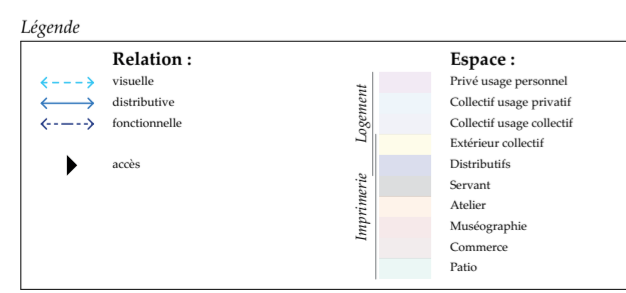 Légende
Relation :
visuelle
distributive
fonctionnelle
accès
Espace :
Logement
Imprimerie
Privé usage personnel
Collectif usage privatif
Collectif usage collectif
Extérieur collectif
Distributifs
Servant
Atelier
Muséographie
Commerce
Patio